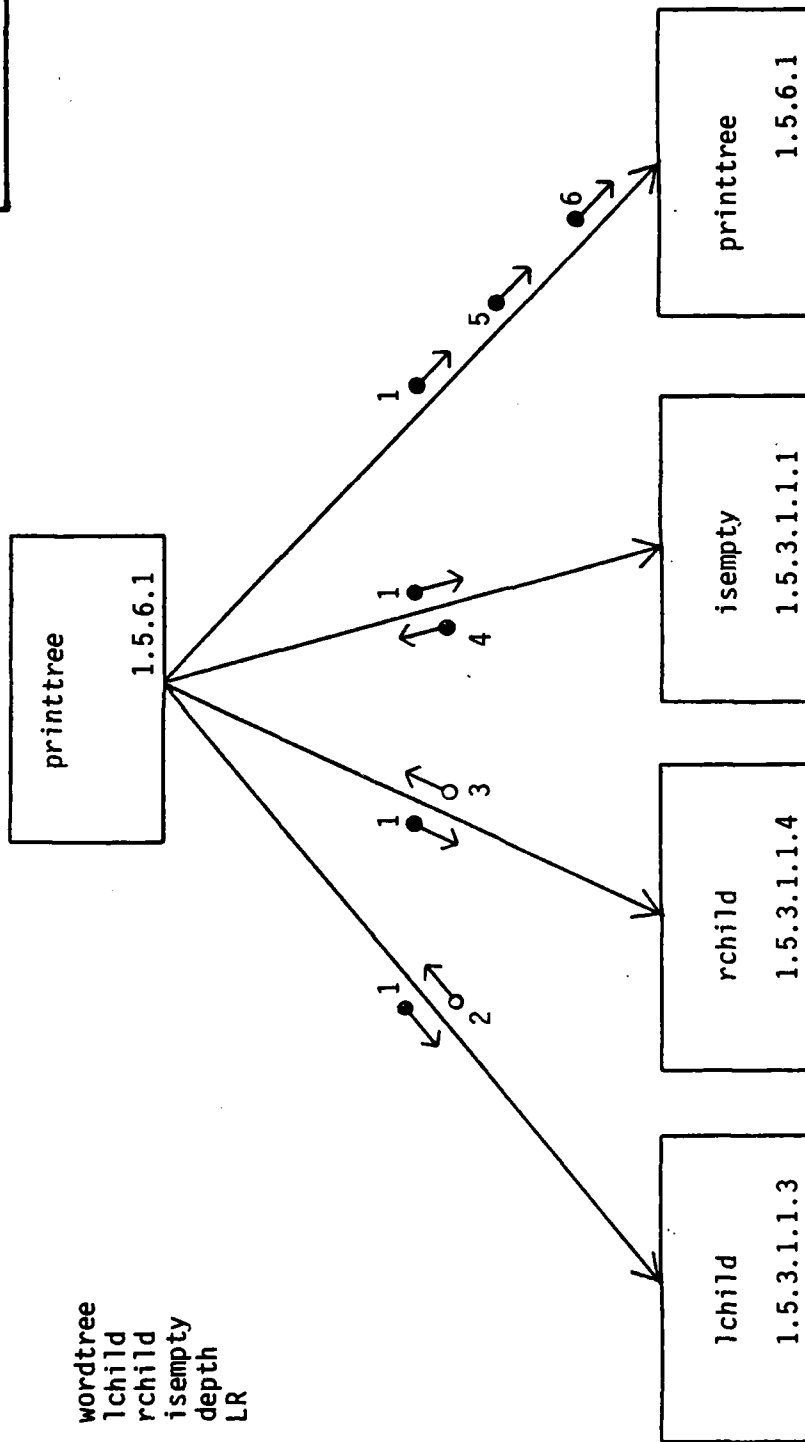 printtree
1.5.6.1
wordtree
lchild
rchild
isempty
depth
LR
1
2
1
3
1
4
1
5
6
lchild
1.5.3.1.1.3
rchild
1.5.3.1.1.4
isempty
1.5.3.1.1.1
printtree
1.5.6.1